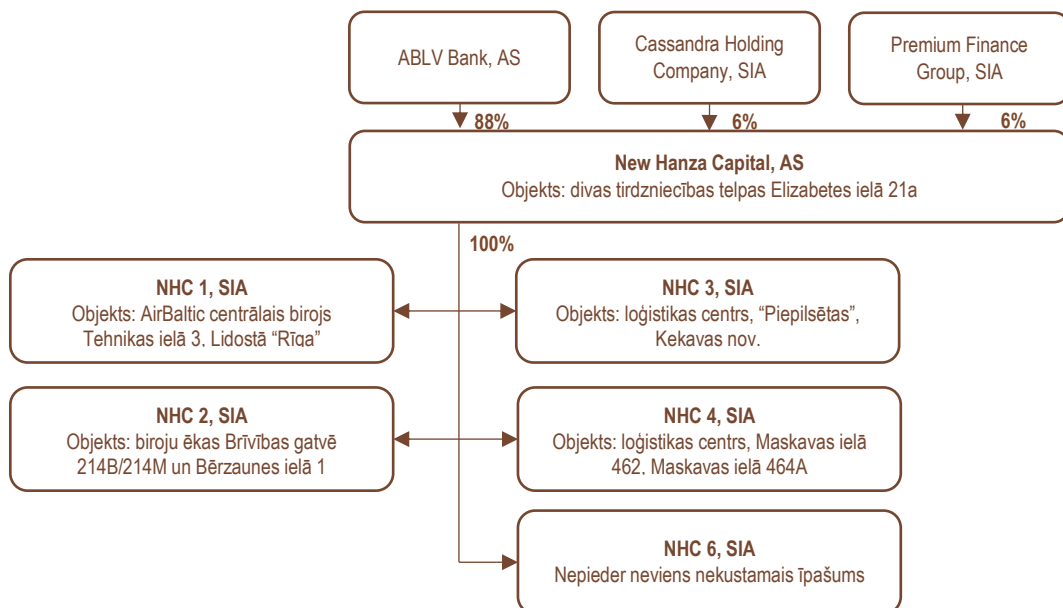 ABLV Bank, AS
Cassandra Holding
Company, SIA
Premium Finance
Group, SIA
88%
6%
6%
New Hanza Capital, AS
Objekts: divas tirdzniecības telpas Elizabetes ielā 21a
100%
NHC 1, SIA
Objekts: AirBaltic centrālais birojs
Tehnikas ielā 3, Lidostā “Rīga”
NHC 3, SIA
Objekts: loģistikas centrs, “Piepilsētas”,
Ķekavas nov.
NHC 2, SIA
Objekts: biroju ēkas Brīvības gatvē
214B/214M un Bērzaunes ielā 1
NHC 4, SIA
Objekts: loģistikas centrs, Maskavas ielā
462, Maskavas ielā 464A
NHC 6, SIA
Nepieder neviens nekustamais īpašums